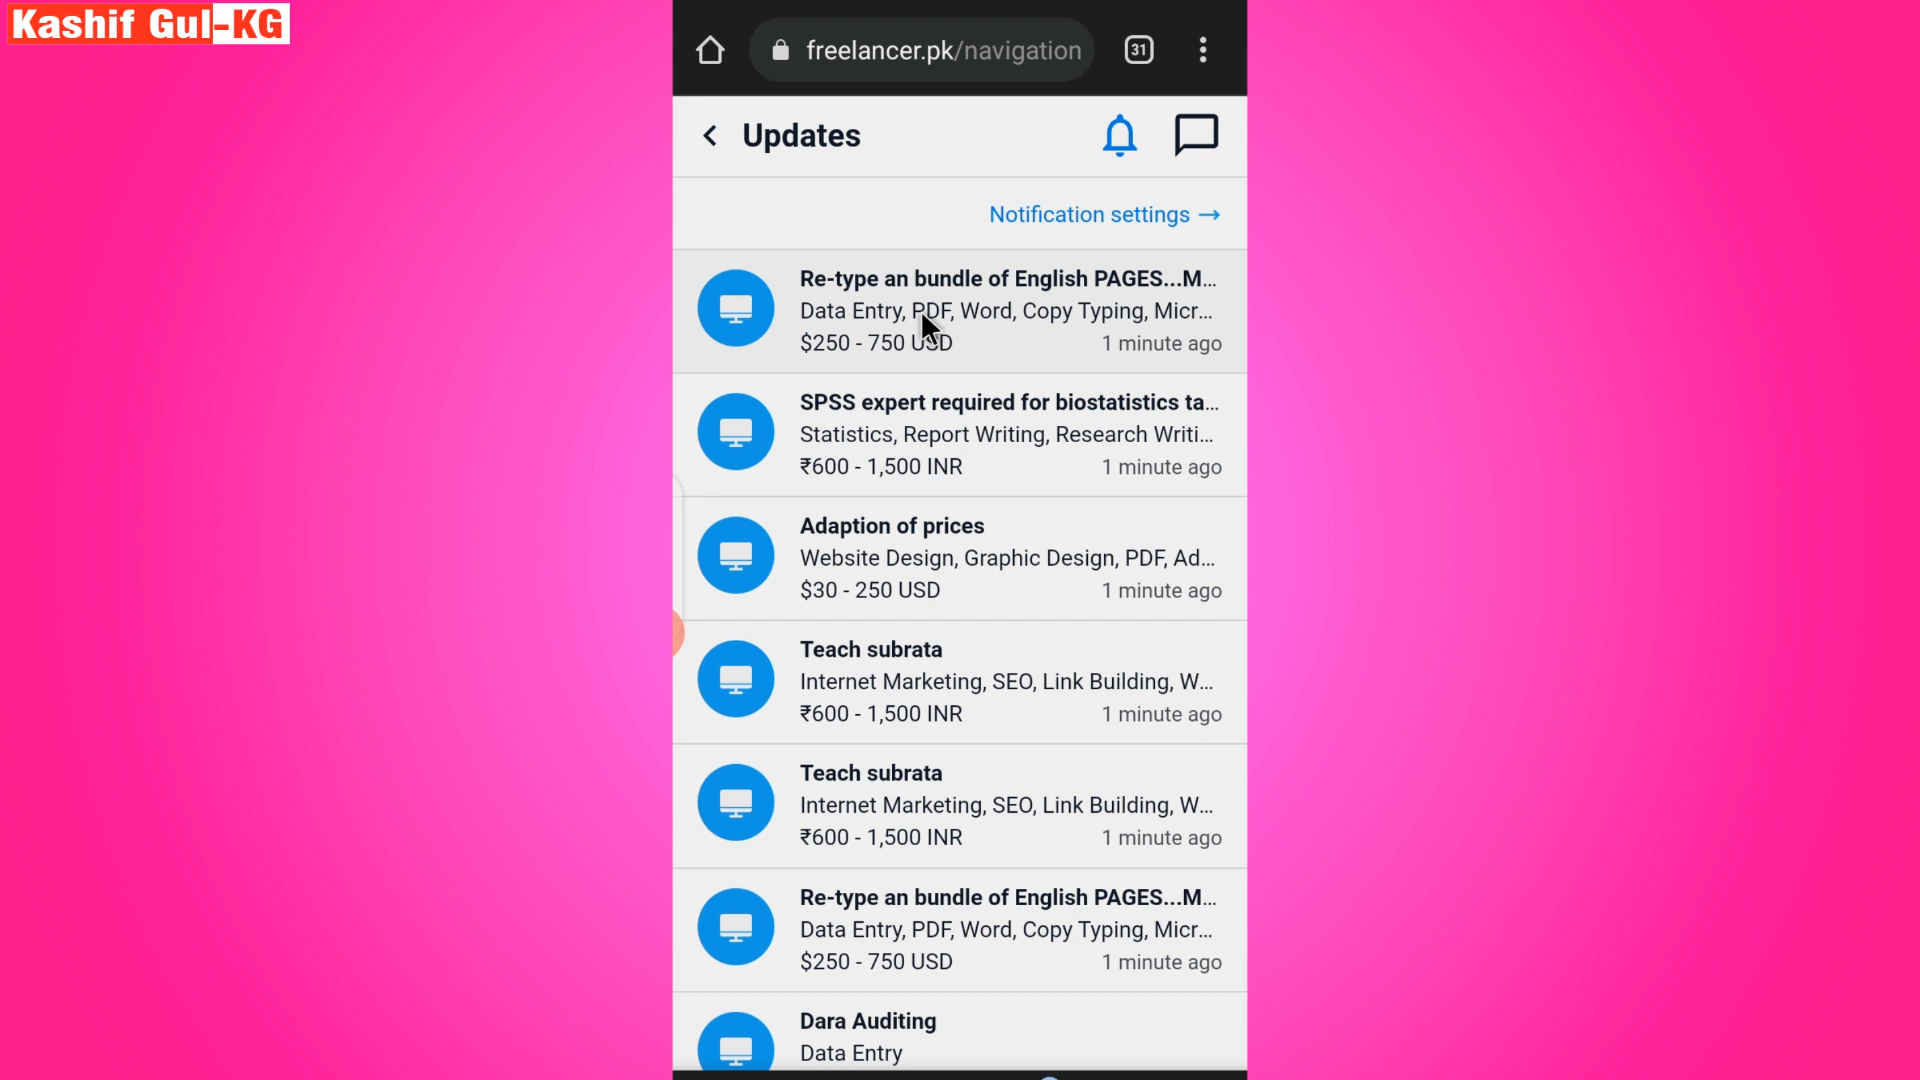 Kashif Gul-KG
freelancer.pk/navigation
31
Updates
Notification settings →
Re-type an bundle of English PAGES...M...
Data Entry, PDF, Word, Copy Typing, Micr...
$250 - 750 USD 1 minute ago
SPSS expert required for biostatistics ta...
Statistics, Report Writing, Research Writi...
₹600 - 1,500 INR 1 minute ago
Adaption of prices
Website Design, Graphic Design, PDF, Ad...
$30 - 250 USD 1 minute ago
Teach subrata
Internet Marketing, SEO, Link Building, W...
₹600 - 1,500 INR 1 minute ago
Teach subrata
Internet Marketing, SEO, Link Building, W...
₹600 - 1,500 INR 1 minute ago
Re-type an bundle of English PAGES...M...
Data Entry, PDF, Word, Copy Typing, Micr...
$250 - 750 USD 1 minute ago
Dara Auditing
Data Entry